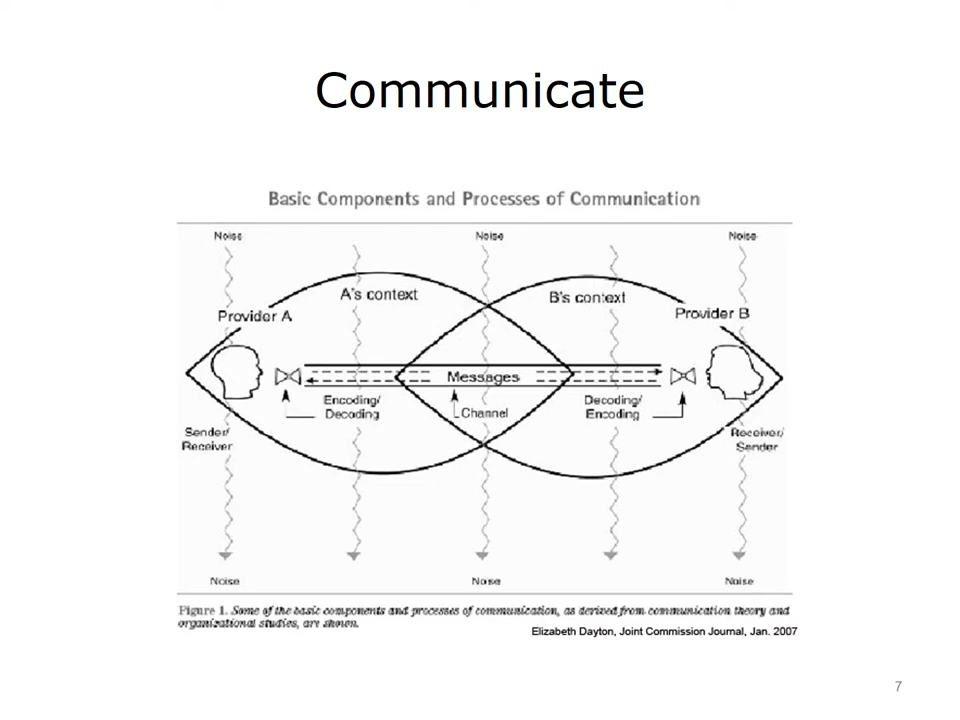 Communicate
Basic Components and Processes of Communication
Noise Noise Noise
A's context B's context
Provider A Provider B
Messages
Encoding/ Decoding/
Decoding Channel Encoding
Sender/ Receiver/
Receiver Sender
Noise Noise Noise
Figure 1. Some of the basic components and processes of communication, as derived from communication theory and
organizational studies, are shown.
Elizabeth Dayton, Joint Commission Journal, Jan. 2007
7